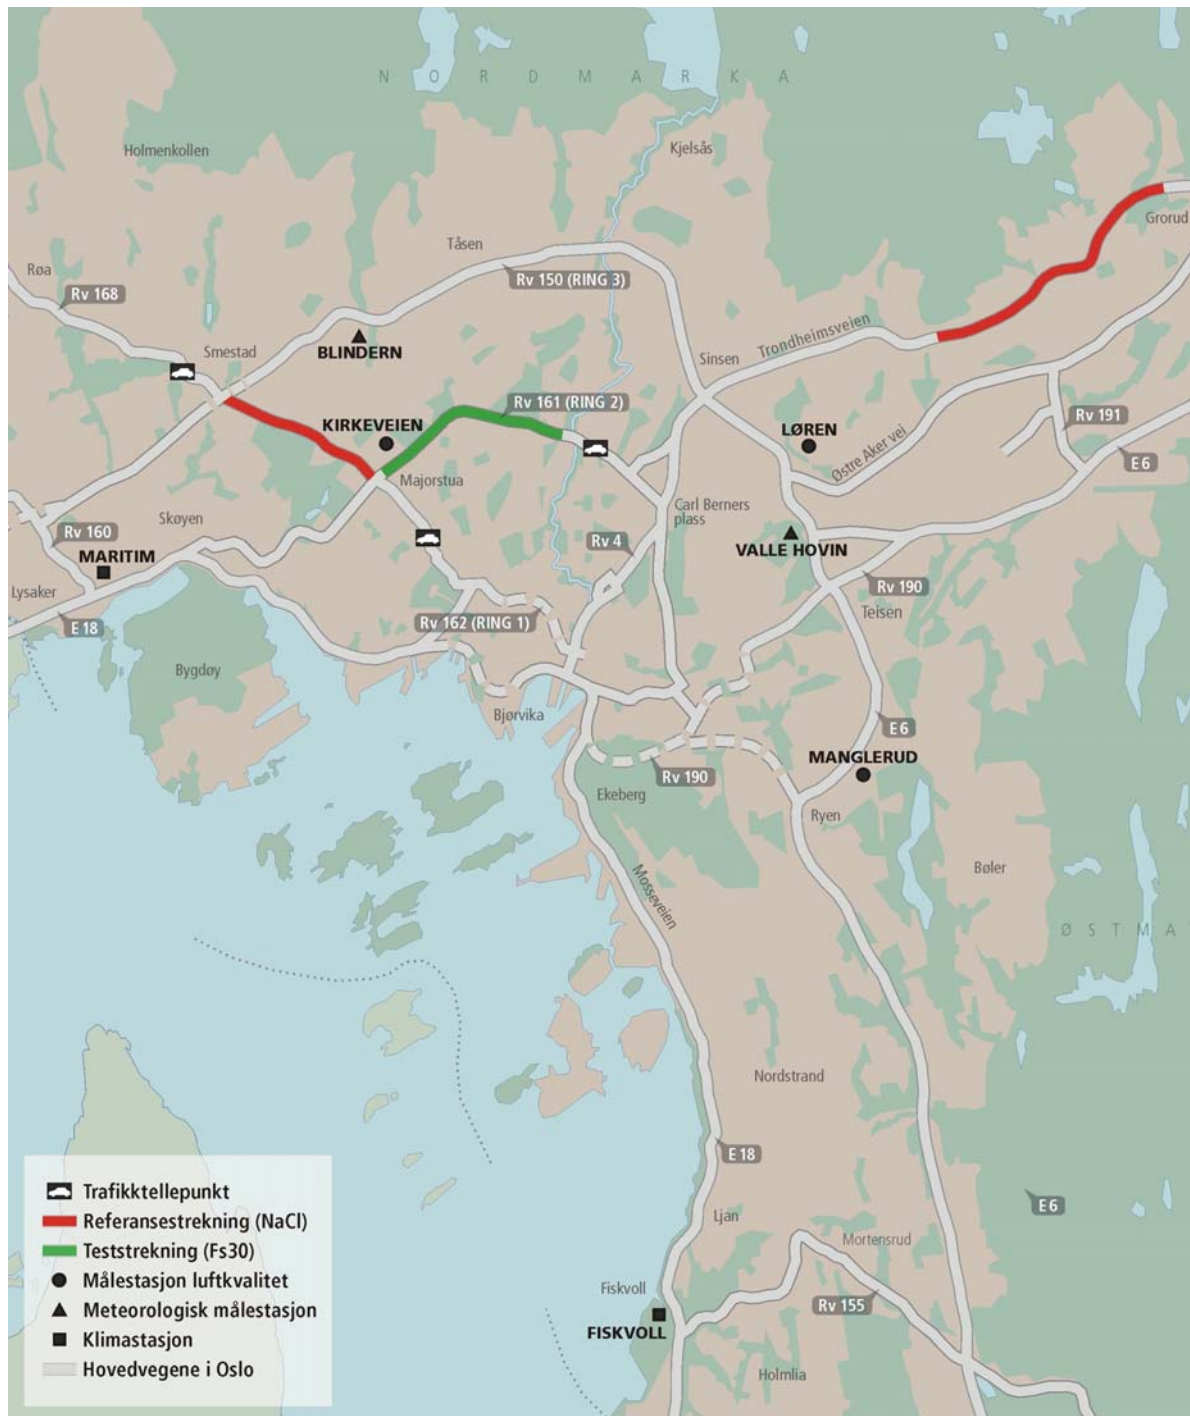 N O R D M A R K A
Holmenkollen
Kjelsås
Grorud
Tåsen
Røa
Rv 150 (RING 3)
Rv 168
Trondheimsveien
Smestad
BLINDERN
Sinsen
Rv 161 (RING 2)
Rv 191
KIRKEVEIEN
LØREN
Østre Aker vei
E 6
Majorstua
Carl Berners
plass
Skøyen
Rv 160
Rv 4
VALLE HOVIN
MARITIM
Rv 190
Lysaker
Teisen
E 18
Rv 162 (RING 1)
Bygdøy
Bjørvika
E 6
MANGLERUD
Rv 190
Ekeberg
Ryen
Bøler
Mosseveien
Ø S T M A
Nordstrand
E 18
E 6
Ljan
Mortensrud
Fiskvoll
Rv 155
FISKVOLL
Holmlia
Trafikktellepunkt
Referansestrekning (NaCl)
Teststrekning (Fs30)
Målestasjon luftkvalitet
Meteorologisk målestasjon
Klimastasjon
Hovedvegene i Oslo